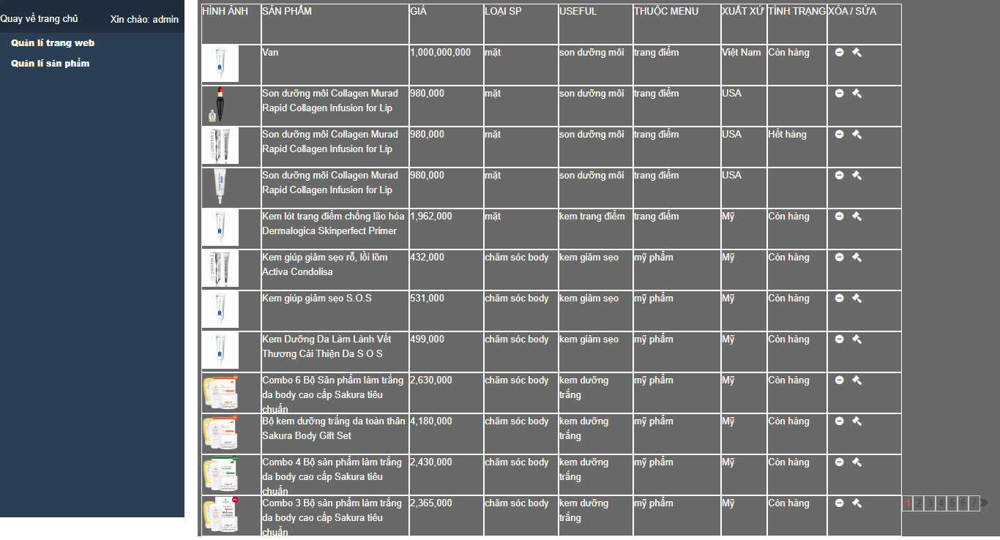 Quay về trang chủ
Xin chào: admin
Quản lí trang web
Quản lí sản phẩm
HÌNH ẢNH SẢN PHẨM GIÁ LOẠI SP USEFUL THUỘC MENU XUẤT XỨ TÌNH TRẠNG XÓA / SỬA
Van 1,000,000,000 mặt son dưỡng môi trang điểm Việt Nam Còn hàng
Son dưỡng môi Collagen Murad 980,000 mặt son dưỡng môi trang điểm USA
Rapid Collagen Infusion for Lip
Son dưỡng môi Collagen Murad 980,000 mặt son dưỡng môi trang điểm USA Hết hàng
Rapid Collagen Infusion for Lip
Son dưỡng môi Collagen Murad 980,000 mặt son dưỡng môi trang điểm USA
Rapid Collagen Infusion for Lip
Kem lót trang điểm chống lão hóa 1,962,000 mặt kem trang điểm trang điểm Mỹ Còn hàng
Dermalogica Skinperfect Primer
Kem giúp giảm sẹo rỗ, lồi lõm 432,000 chăm sóc body kem giảm sẹo mỹ phẩm Mỹ Còn hàng
Activa Condolisa
Kem giúp giảm sẹo S.O.S 531,000 chăm sóc body kem giảm sẹo mỹ phẩm Mỹ Còn hàng
Kem Dưỡng Da Làm Lành Vết 499,000 chăm sóc body kem giảm sẹo mỹ phẩm Mỹ Còn hàng
Thương Cải Thiện Da S O S
Combo 6 Bộ Sản phẩm làm trắng 2,630,000 chăm sóc body kem dưỡng mỹ phẩm Mỹ Còn hàng
da body cao cấp Sakura tiêu trắng
chuẩn
Bộ kem dưỡng trắng da toàn thân 4,180,000 chăm sóc body kem dưỡng mỹ phẩm Mỹ Còn hàng
Sakura Body Gift Set trắng
Combo 4 Bộ sản phẩm làm trắng 2,430,000 chăm sóc body kem dưỡng mỹ phẩm Mỹ Còn hàng
da body cao cấp Sakura tiêu trắng
chuẩn
Combo 3 Bộ sản phẩm làm trắng 2,365,000 chăm sóc body kem dưỡng mỹ phẩm Mỹ Còn hàng 1 2 3 4 5 6 7 »
da body cao cấp Sakura tiêu trắng
chuẩn